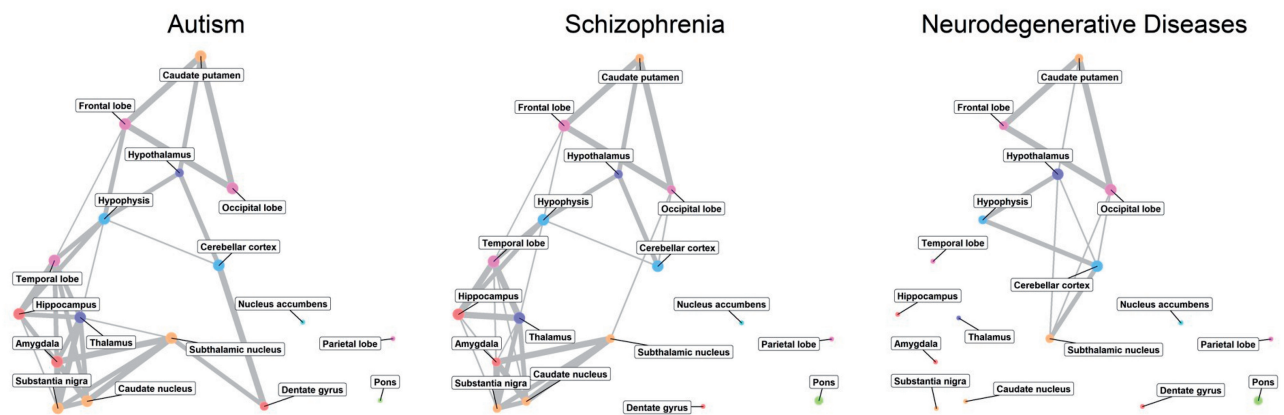 Autism
Caudate putamen
Frontal lobe
Hypothalamus
Hypophysis
Occipital lobe
Cerebellar cortex
Temporal lobe
Hippocampus
Nucleus accumbens
Thalamus
Amygdala
Subthalamic nucleus
Parietal lobe
Substantia nigra
Caudate nucleus
Dentate gyrus
Pons
Schizophrenia
Caudate putamen
Frontal lobe
Hypothalamus
Hypophysis
Occipital lobe
Temporal lobe
Cerebellar cortex
Hippocampus
Nucleus accumbens
Thalamus
Amygdala
Subthalamic nucleus
Parietal lobe
Caudate nucleus
Substantia nigra
Pons
Dentate gyrus
Neurodegenerative Diseases
Caudate putamen
Frontal lobe
Hypothalamus
Hypophysis
Occipital lobe
Temporal lobe
Cerebellar cortex
Hippocampus
Nucleus accumbens
Thalamus
Amygdala
Subthalamic nucleus
Parietal lobe
Substantia nigra
Caudate nucleus
Dentate gyrus
Pons